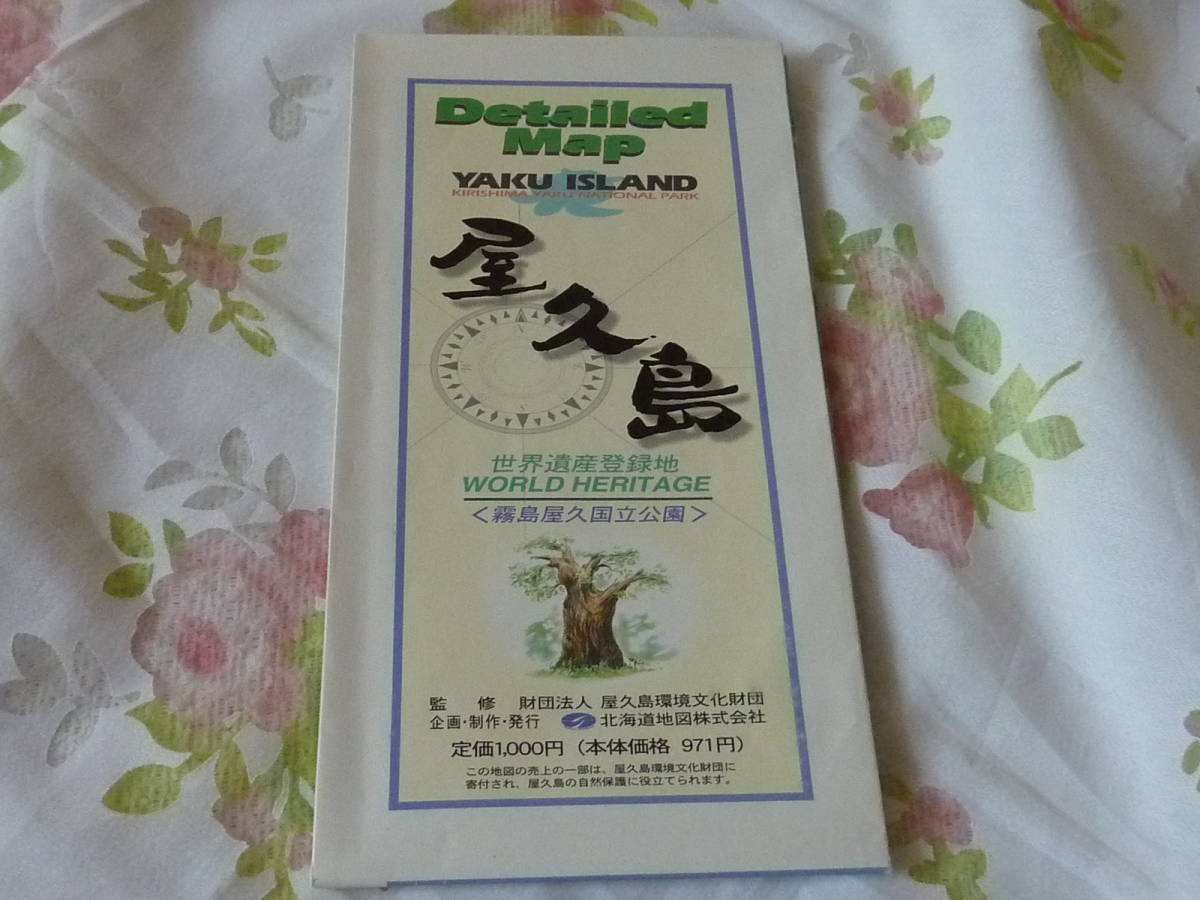 Detailed
Map
YAKU ISLAND
KIRISHIMA YAKU NATIONAL PARK
屋久島
世界遺産登録地
WORLD HERITAGE
<霧島屋久国立公園>
監 修 財団法人 屋久島環境文化財団
企画・制作・発行 北海道地図株式会社
定価1,000円(本体価格 971円)
この地図の売上の一部は、屋久島環境文化財団に
寄付され、屋久島の自然保護に役立てられます。